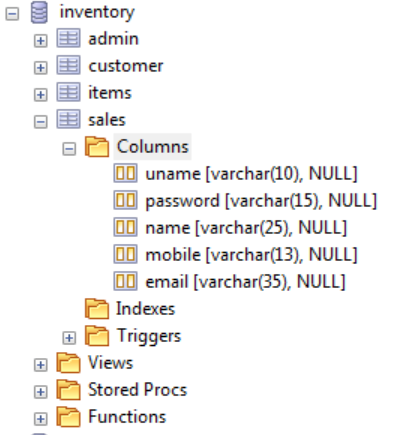 inventory
admin
customer
items
sales
Columns
uname [varchar(10), NULL]
password [varchar(15), NULL]
name [varchar(25), NULL]
mobile [varchar(13), NULL]
email [varchar(35), NULL]
Indexes
Triggers
Views
Stored Procs
Functions